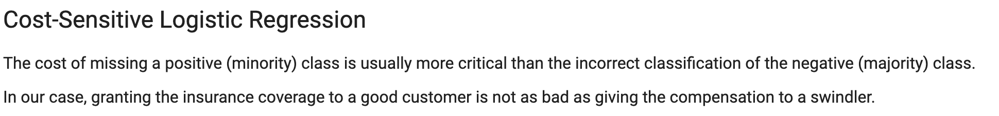 Cost-Sensitive Logistic Regression
The cost of missing a positive (minority) class is usually more critical than the incorrect classification of the negative (majority) class.
In our case, granting the insurance coverage to a good customer is not as bad as giving the compensation to a swindler.